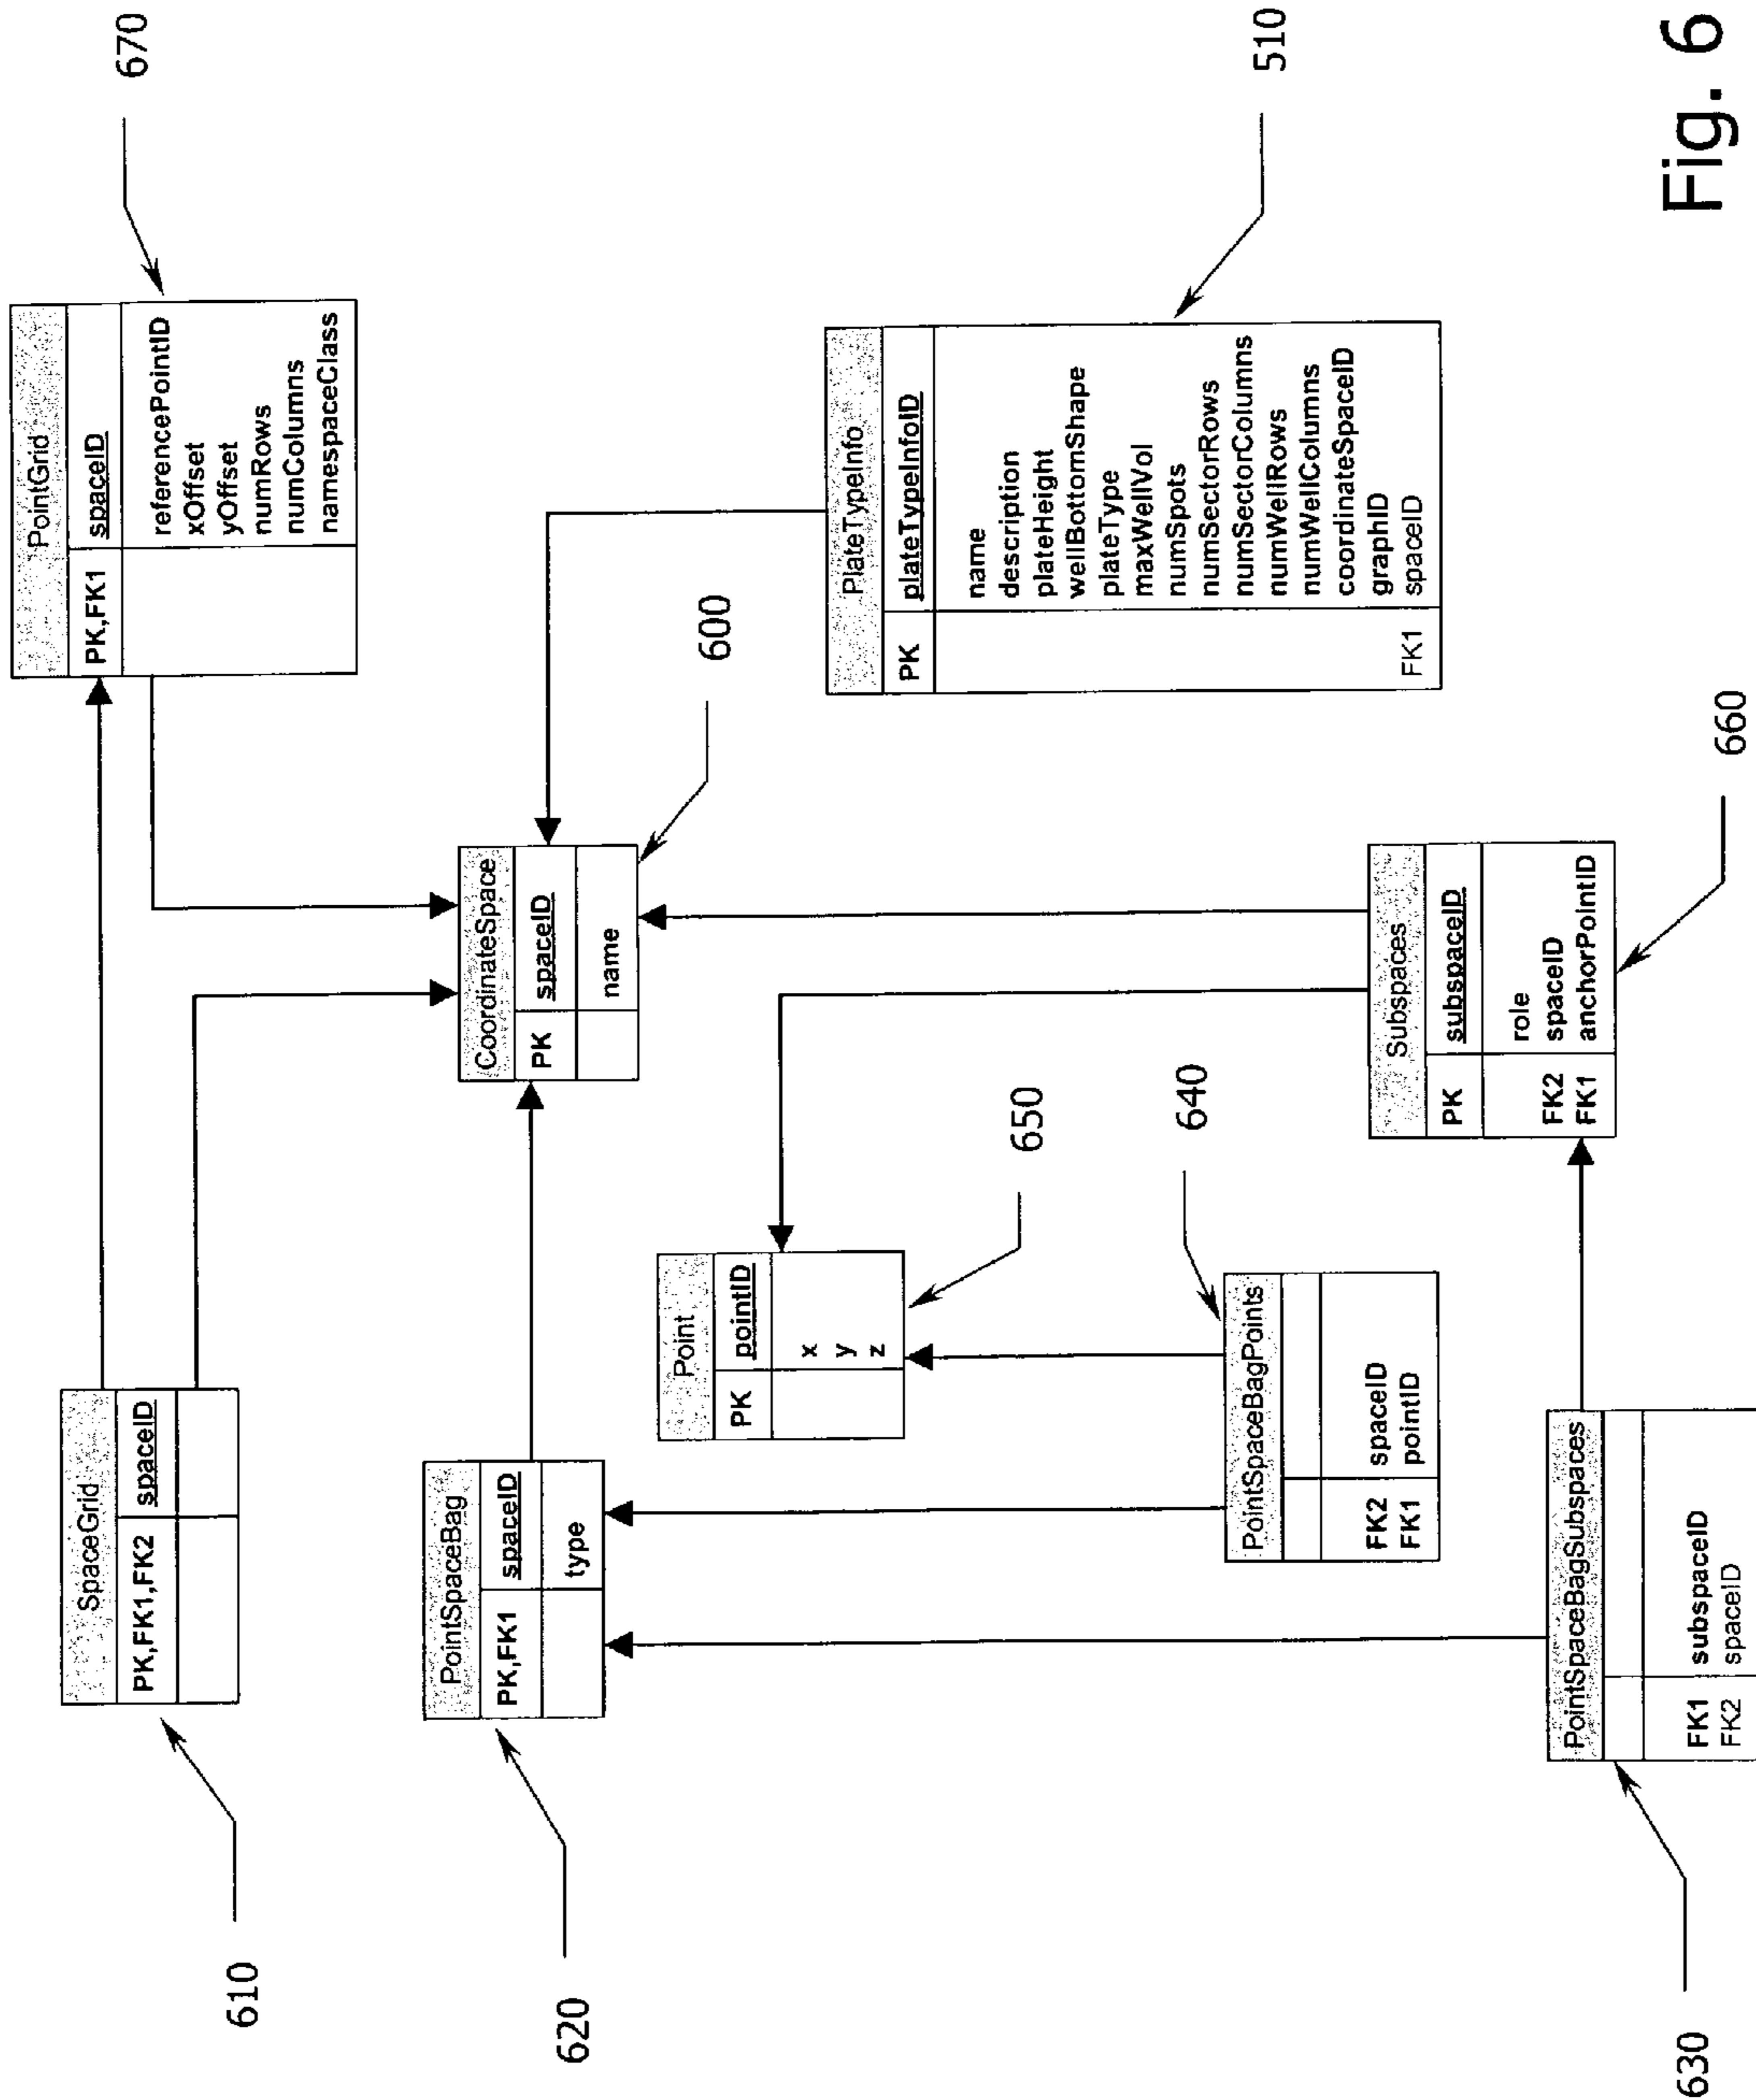 670
PointGrid
PK,FK1 spaceID
referencePointID
xOffset
yOffset
numRows
numColumns
namespaceClass
SpaceGrid
PK,FK1,FK2 spaceID
610
CoordinateSpace
PK spaceID
name
600
PointSpaceBag
PK,FK1 spaceID
type
620
Point
PK pointID
x
y
z
650
PlateTypeInfo
PK plateTypeInfoID
name
description
plateHeight
wellBottomShape
plateType
maxWellVol
numSpots
numSectorRows
numSectorColumns
numWellRows
numWellColumns
coordinateSpaceID
graphID
FK1 spaceID
510
PointSpaceBagPoints
FK2 spaceID
FK1 pointID
640
Subspaces
PK subspaceID
role
FK2 spaceID
FK1 anchorPointID
660
PointSpaceBagSubspaces
FK1 subspaceID
FK2 spaceID
630
Fig. 6